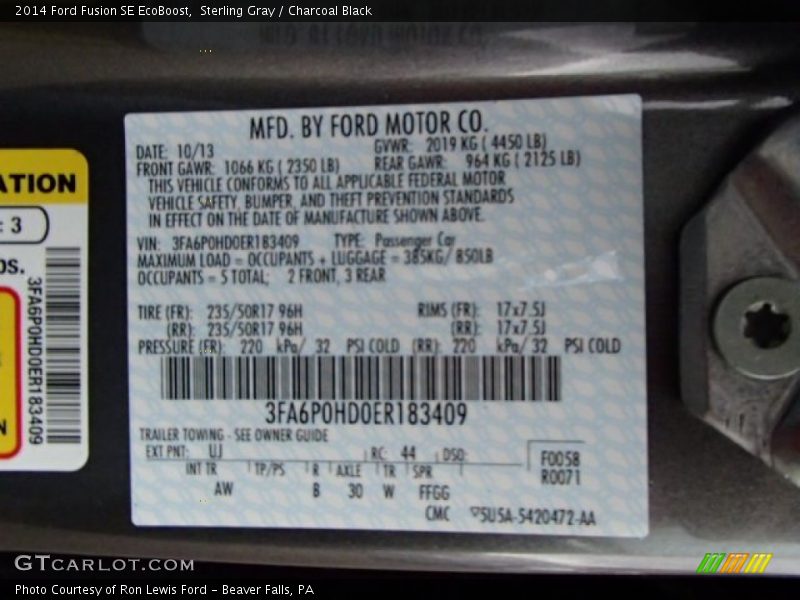 2014 Ford Fusion SE EcoBoost,  Sterling Gray / Charcoal Black
MFD. BY FORD MOTOR CO.
DATE: 10/13 GVWR: 2019 KG ( 4450 LB)
FRONT GAWR: 1066 KG ( 2350 LB) REAR GAWR: 964 KG ( 2125 LB)
THIS VEHICLE CONFORMS TO ALL APPLICABLE FEDERAL MOTOR
VEHICLE SAFETY, BUMPER, AND THEFT PREVENTION STANDARDS
IN EFFECT ON THE DATE OF MANUFACTURE SHOWN ABOVE.
VIN: 3FA6P0HD0ER183409 TYPE: Passenger Car
MAXIMUM LOAD = OCCUPANTS + LUGGAGE = 385KG/ 850LB
OCCUPANTS = 5 TOTAL; 2 FRONT, 3 REAR
TIRE (FR): 235/50R17 96H RIMS (FR): 17x7.5J
(RR): 235/50R17 96H (RR): 17x7.5J
PRESSURE (FR): 220 kPa/ 32 PSI COLD (RR): 220 kPa/ 32 PSI COLD
3FA6P0HD0ER183409
TRAILER TOWING - SEE OWNER GUIDE
EXT PNT: UJ RC: 44 DSO:
F0058
R0071
INT TR TP/PS R AXLE TR SPR
AW B 30 W FFGG
CMC 5U5A-5420472-AA
ATION
: 3
OS.
3FA6P0HD0ER183409
N
GTCARLOT.COM
Photo Courtesy of Ron Lewis Ford - Beaver Falls, PA